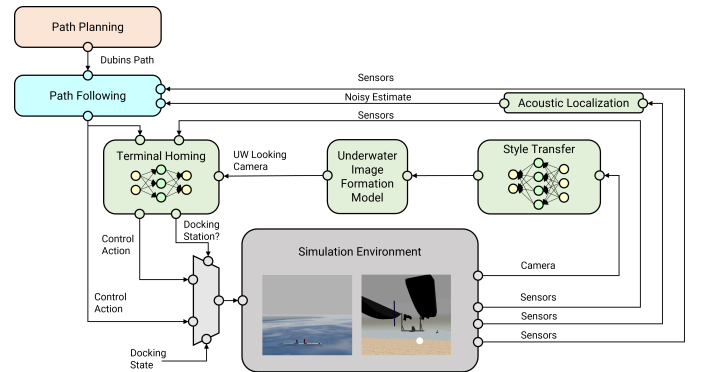 Path Planning
Dubins Path
Sensors
Path Following
Noisy Estimate
Acoustic Localization
Sensors
Terminal Homing
UW Looking
Camera
Underwater
Image
Formation
Model
Style Transfer
Docking
Station?
Control
Action
Simulation Environment
Camera
Control
Action
Sensors
Sensors
Sensors
Docking
State